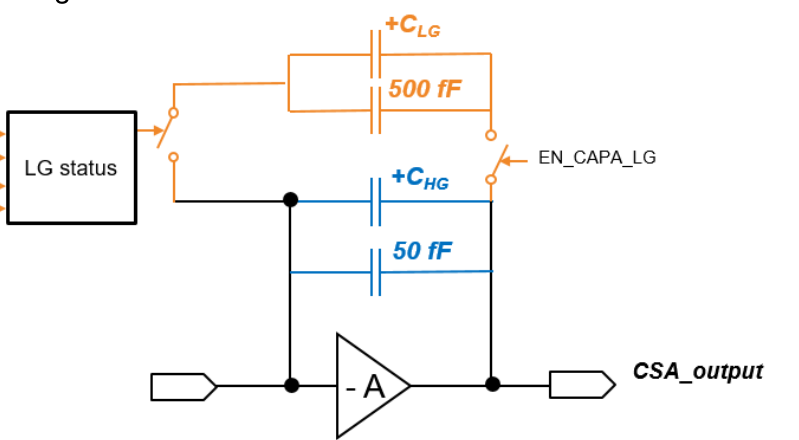 +CLG
500 fF
LG status
EN_CAPA_LG
+CHG
50 fF
- A
CSA_output